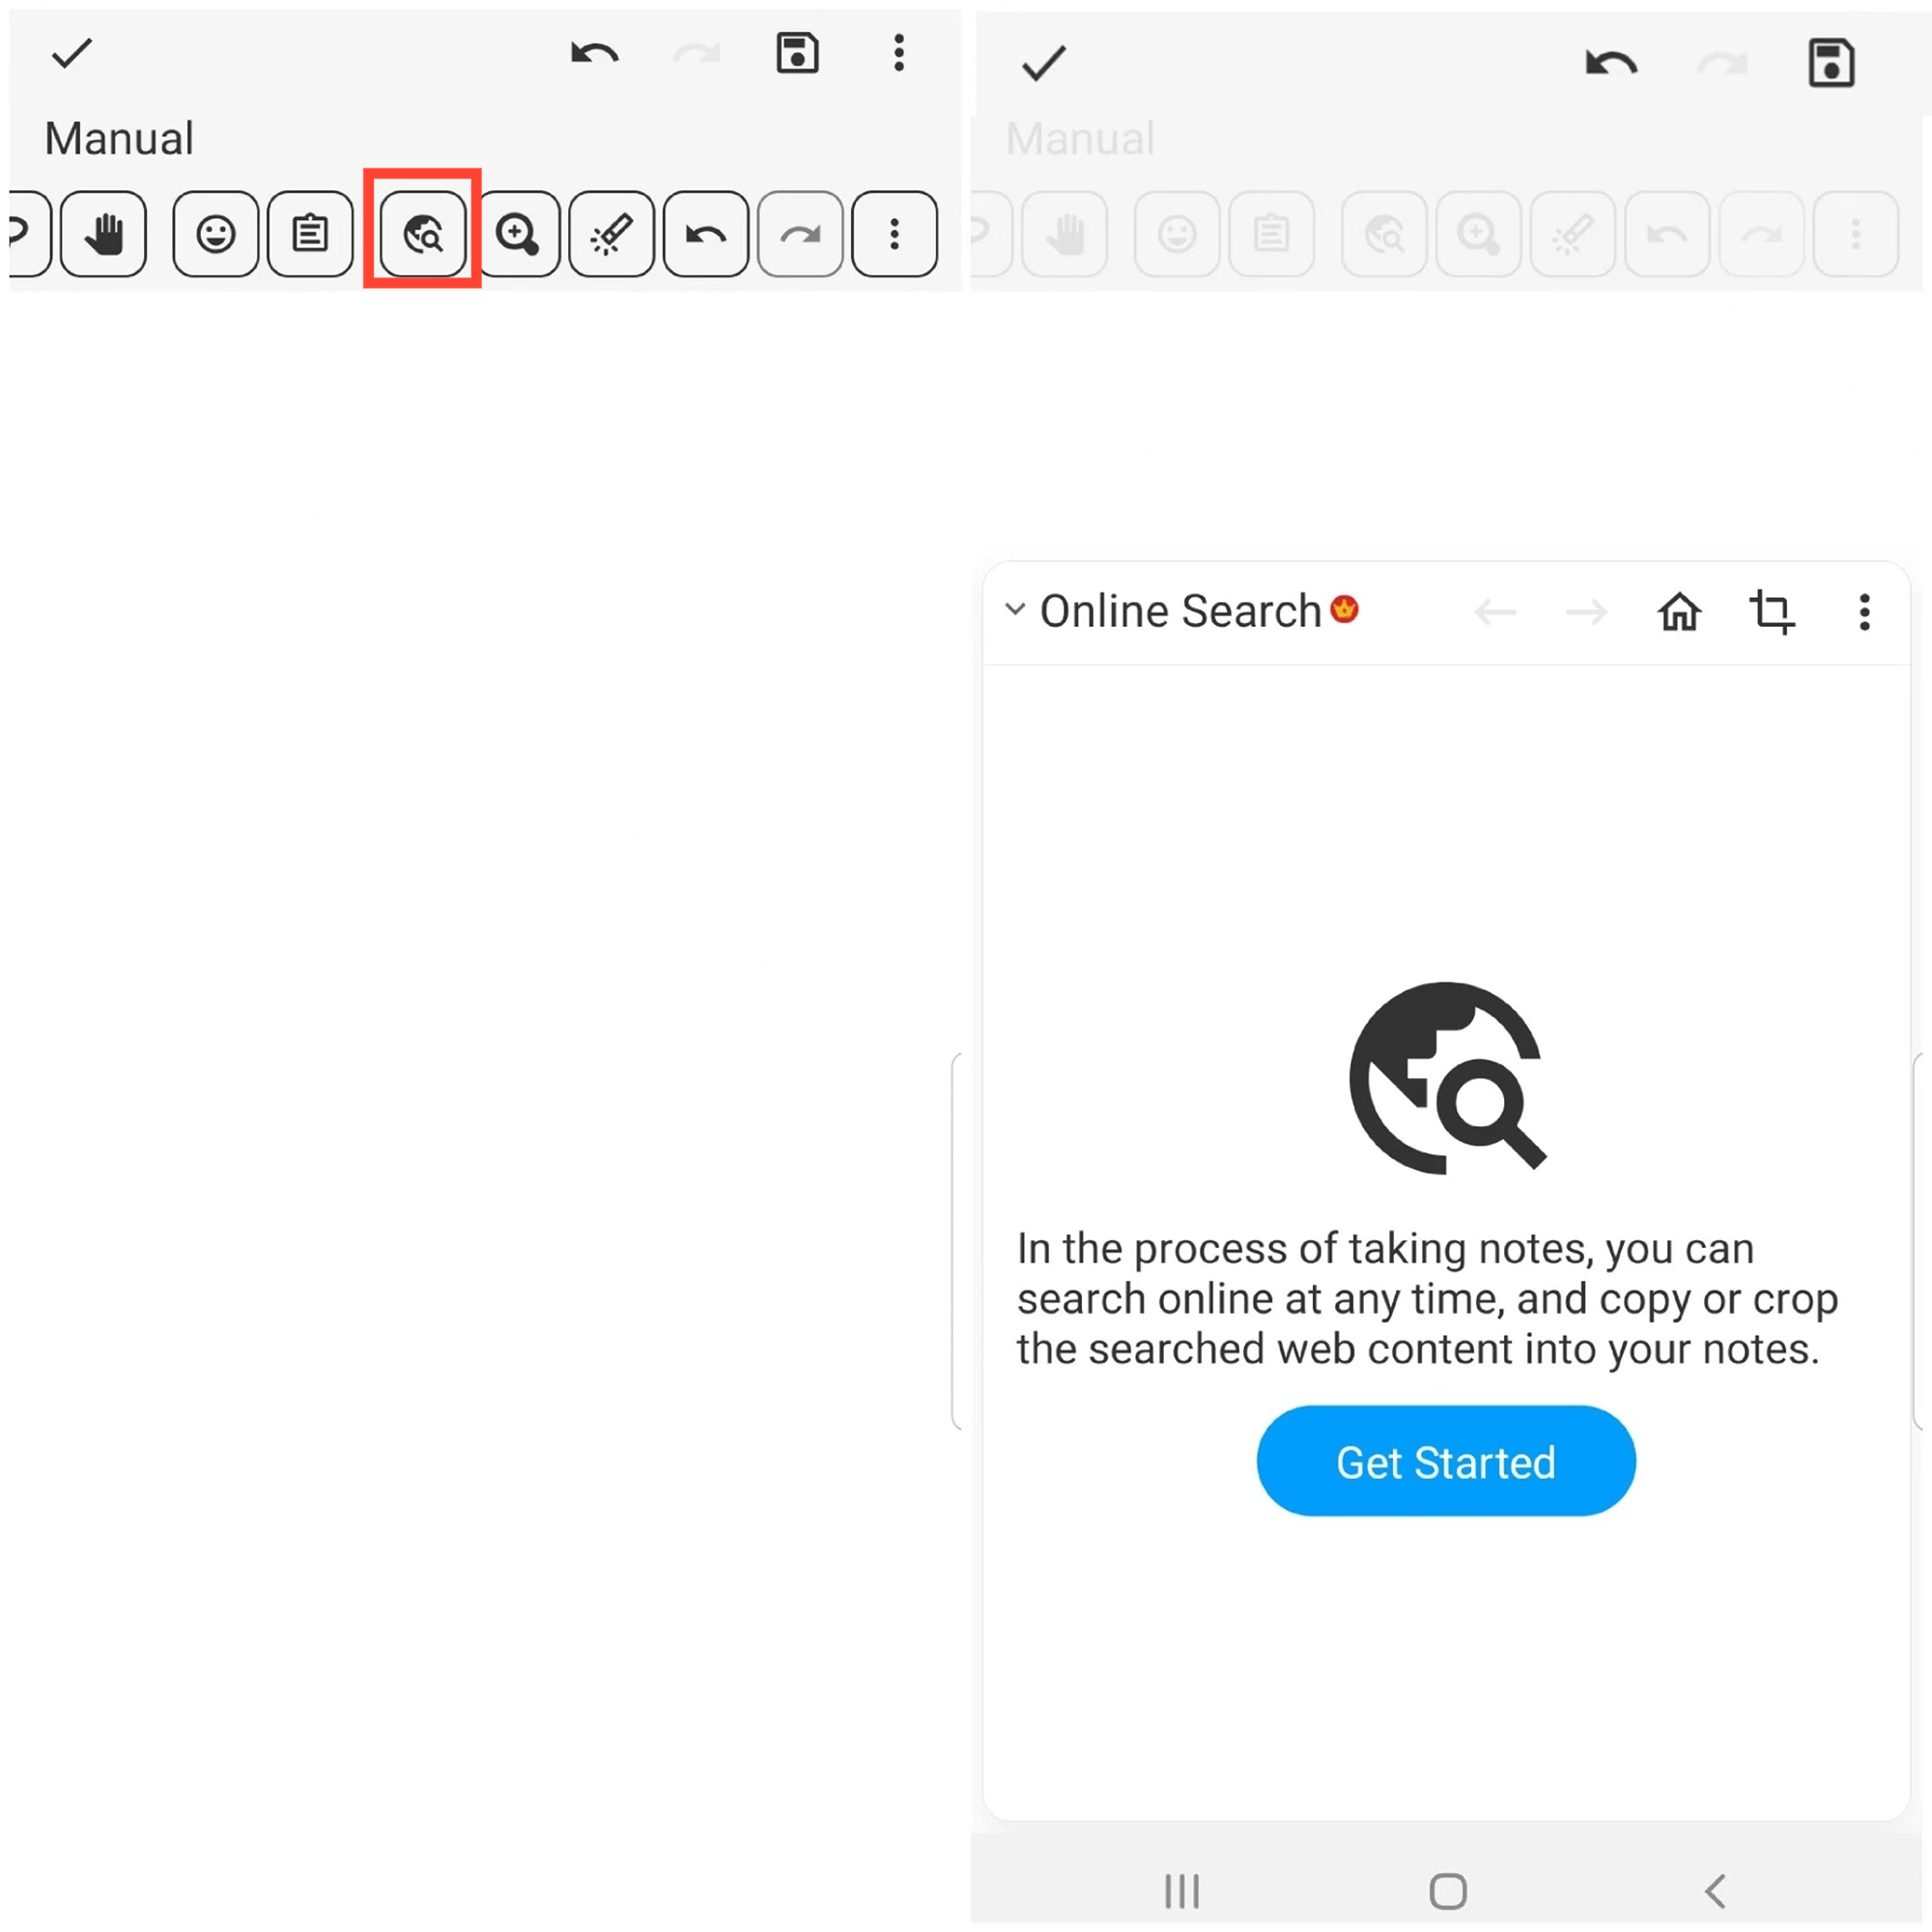 Manual
Manual
Online Search
In the process of taking notes, you can
search online at any time, and copy or crop
the searched web content into your notes.
Get Started